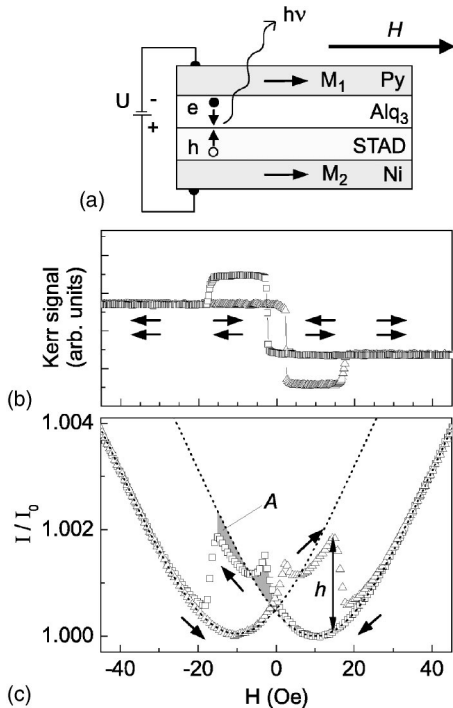 hν
H
M₁ Py
U
-
+
e
Alq₃
h
STAD
M₂ Ni
(a)
Kerr signal
(arb. units)
(b)
1.004
A
I / I₀
1.002
h
1.000
-40 -20 0 20 40
(c)
H (Oe)